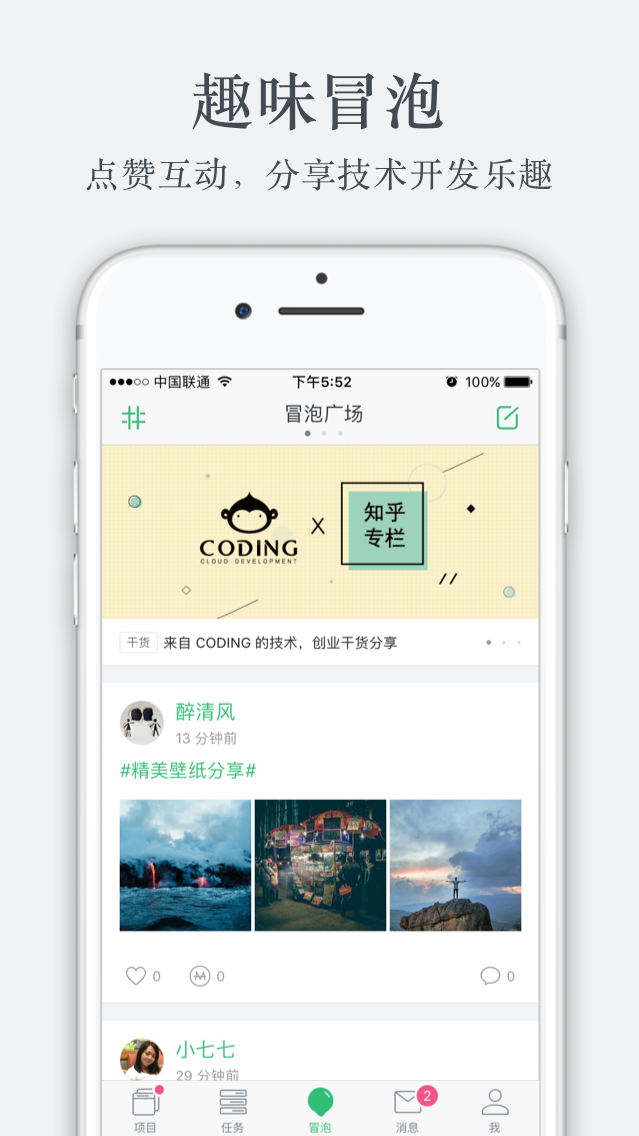 趣味冒泡
点赞互动，分享技术开发乐趣
中国联通 下午5:52 100%
冒泡广场
CODING
CLOUD DEVELOPMENT
X
知乎
专栏
干货 来自 CODING 的技术，创业干货分享
醉清风
13 分钟前
#精美壁纸分享#
0 0 0
小七七
29 分钟前
2
项目 任务 冒泡 消息 我